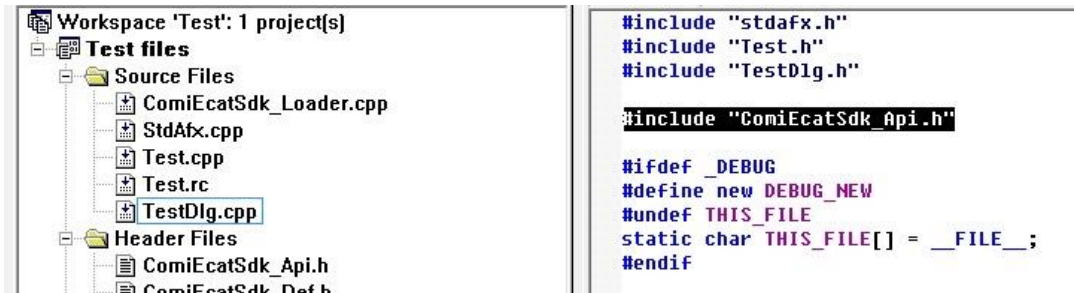 Workspace 'Test': 1 project(s)
Test files
Source Files
ComiEcatSdk_Loader.cpp
StdAfx.cpp
Test.cpp
Test.rc
TestDlg.cpp
Header Files
ComiEcatSdk_Api.h
ComiEcatSdk_Def.h
#include "stdafx.h"
#include "Test.h"
#include "TestDlg.h"
#include "ComiEcatSdk_Api.h"
#ifdef _DEBUG
#define new DEBUG_NEW
#undef THIS_FILE
static char THIS_FILE[] = __FILE__;
#endif